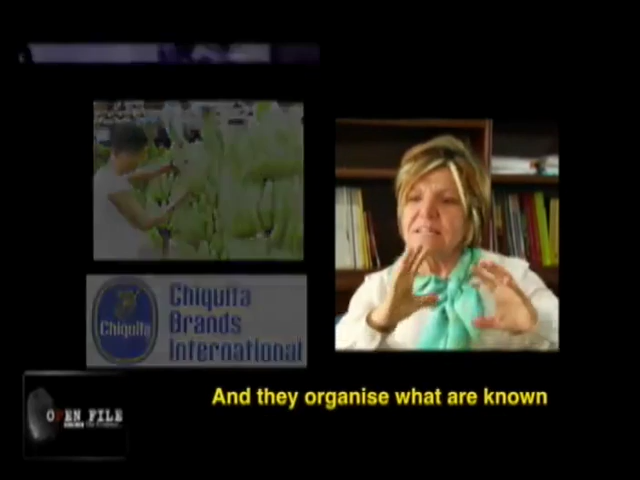 Chiquita
Chiquita
Brands
International
OPEN FILE
And they organise what are known